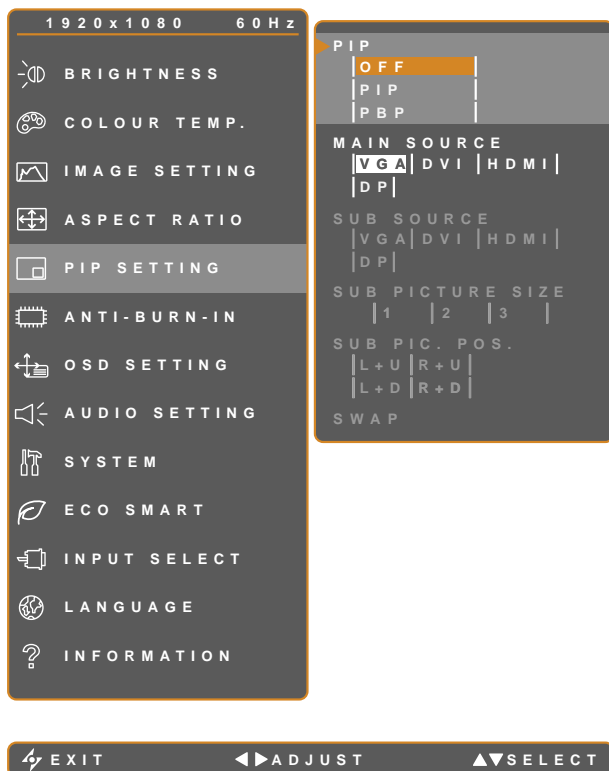 1920x1080 60Hz
BRIGHTNESS
COLOUR TEMP.
IMAGE SETTING
ASPECT RATIO
PIP SETTING
ANTI-BURN-IN
OSD SETTING
AUDIO SETTING
SYSTEM
ECO SMART
INPUT SELECT
LANGUAGE
INFORMATION
PIP
OFF
PIP
PBP
MAIN SOURCE
VGA DVI HDMI
DP
SUB SOURCE
VGA DVI HDMI
DP
SUB PICTURE SIZE
1 2 3
SUB PIC. POS.
L+U R+U
L+D R+D
SWAP
EXIT ADJUST SELECT